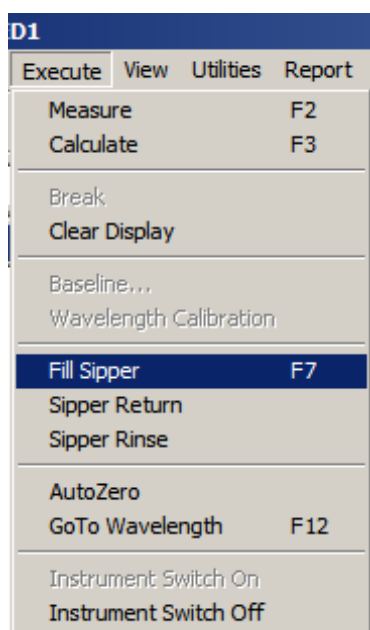 D1
Execute View Utilities Report
Measure F2
Calculate F3
Break
Clear Display
Baseline...
Wavelength Calibration
Fill Sipper F7
Sipper Return
Sipper Rinse
AutoZero
GoTo Wavelength F12
Instrument Switch On
Instrument Switch Off